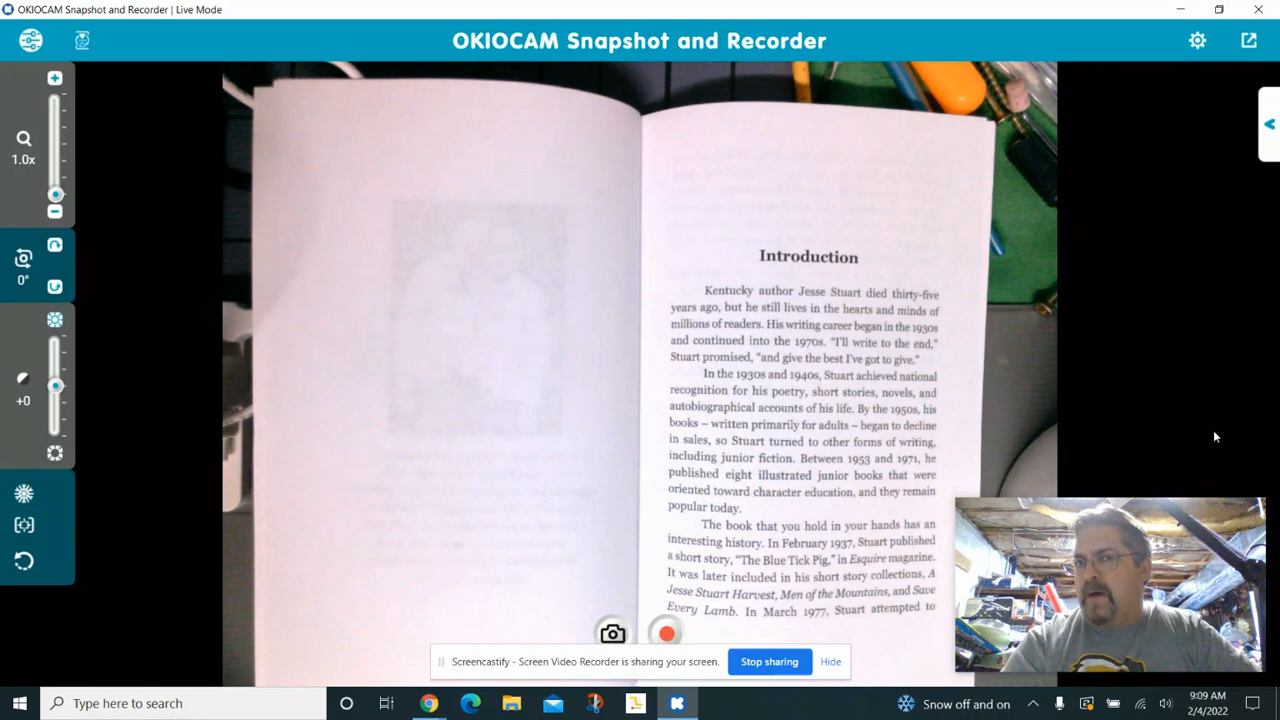 OKIOCAM Snapshot and Recorder | Live Mode
OKIOCAM Snapshot and Recorder
1.0x
0°
+0
Introduction
Kentucky author Jesse Stuart died thirty-five
years ago, but he still lives in the hearts and minds of
millions of readers. His writing career began in the 1930s
and continued into the 1970s. “I’ll write to the end,”
Stuart promised, “and give the best I’ve got to give.”
In the 1930s and 1940s, Stuart achieved national
recognition for his poetry, short stories, novels, and
autobiographical accounts of his life. By the 1950s, his
books – written primarily for adults – began to decline
in sales, so Stuart turned to other forms of writing,
including junior fiction. Between 1953 and 1971, he
published eight illustrated junior books that were
oriented toward character education, and they remain
popular today.
The book that you hold in your hands has an
interesting history. In February 1937, Stuart published
a short story, “The Blue Tick Pig,” in Esquire magazine.
It was later included in his short story collections, A
Jesse Stuart Harvest, Men of the Mountains, and Save
Every Lamb. In March 1977, Stuart attempted to
Screencastify - Screen Video Recorder is sharing your screen.
Stop sharing
Hide
Type here to search
Snow off and on
9:09 AM
2/4/2022